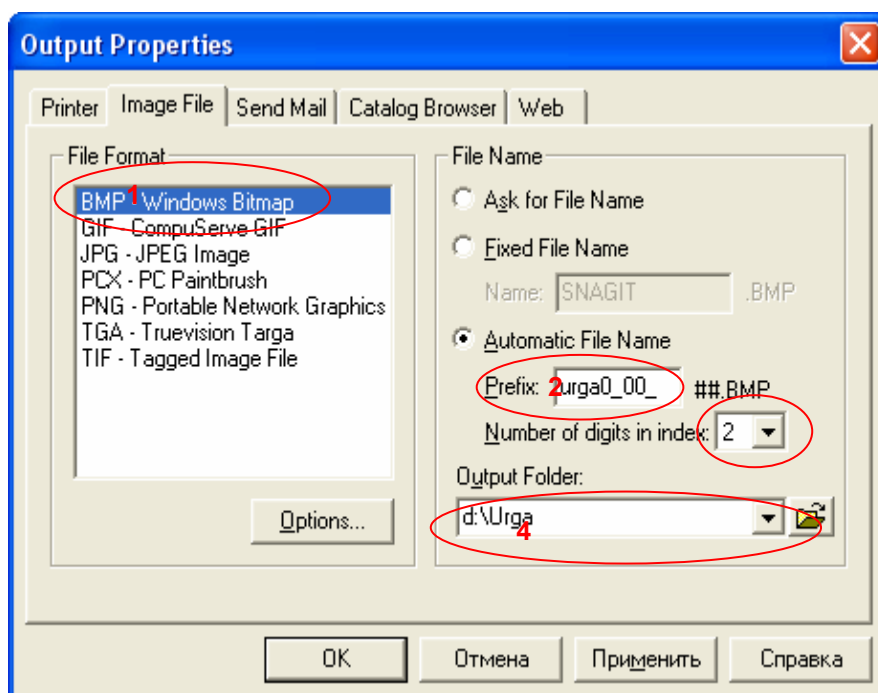 Output Properties
Printer Image File Send Mail Catalog Browser Web
File Format
1
BMP - Windows Bitmap
GIF - CompuServe GIF
JPG - JPEG Image
PCX - PC Paintbrush
PNG - Portable Network Graphics
TGA - Truevision Targa
TIF - Tagged Image File
Options...
File Name
Ask for File Name
Fixed File Name
Name: SNAGIT .BMP
Automatic File Name
Prefix: 2 urga0_00_ ##.BMP
Number of digits in index: 2
Output Folder:
d:\Urga
4
OK Отмена Применить Справка